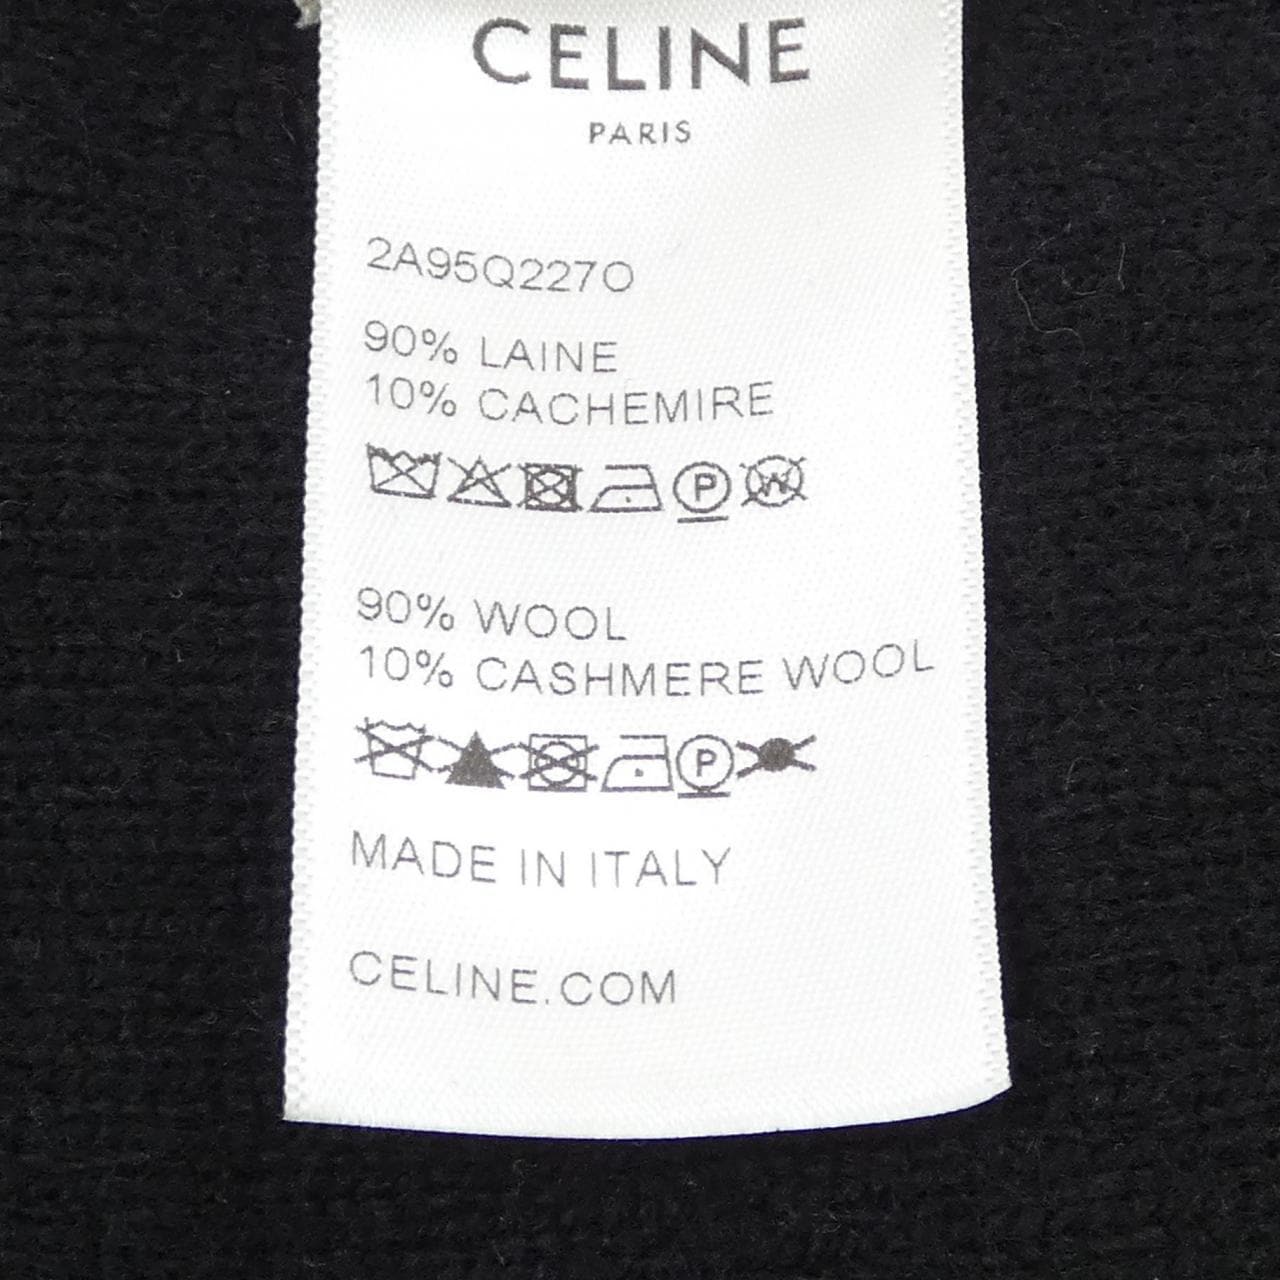 CELINE
PARIS
2A95Q227O
90% LAINE
10% CACHEMIRE
P W
90% WOOL
10% CASHMERE WOOL
P
MADE IN ITALY
CELINE.COM